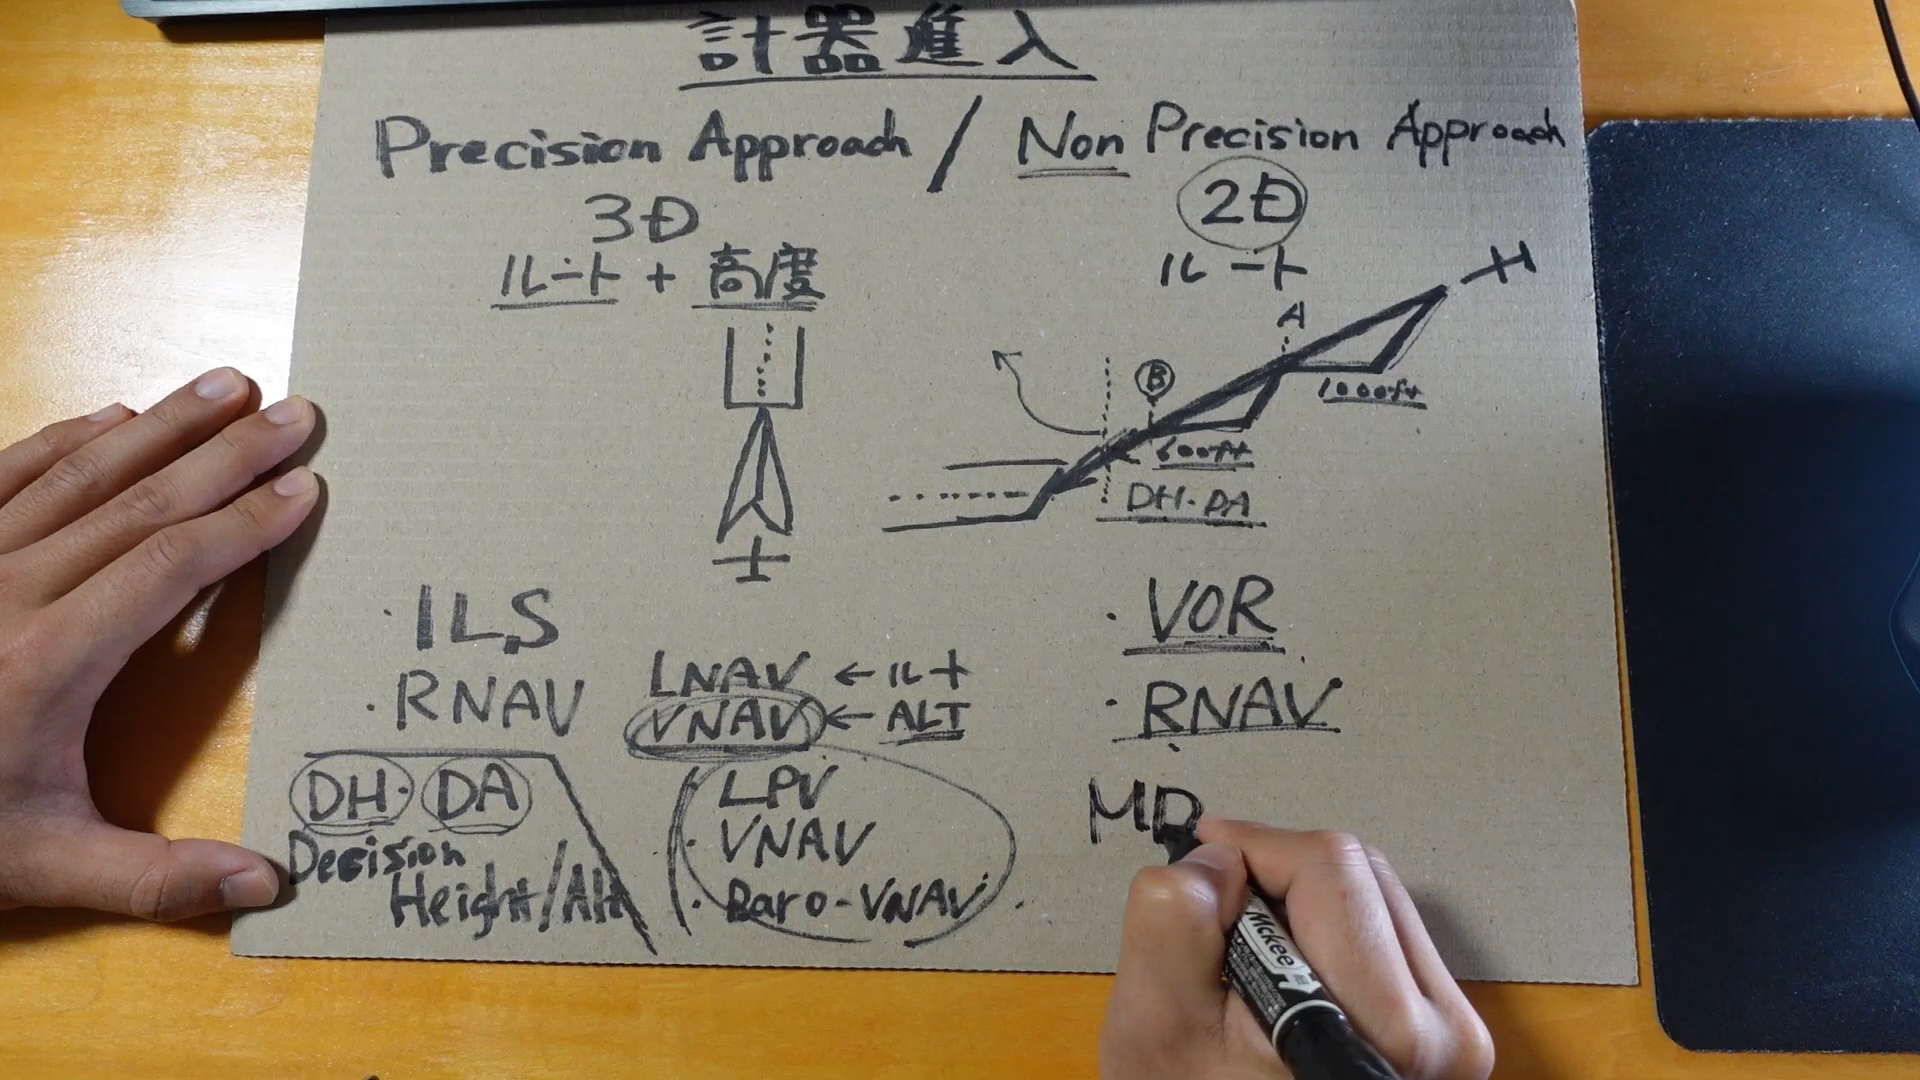 計器進入
Precision Approach / Non Precision Approach
3D
ルート + 高度
2D
ルート
A
B
1000ft
600ft
DH・DA
・ILS
・RNAV
LNAV ← ルート
VNAV ← ALT
DH・DA
Decision
Height/Alt
LPV
・VNAV
・Baro-VNAV
・VOR
・RNAV
MD
Mckee